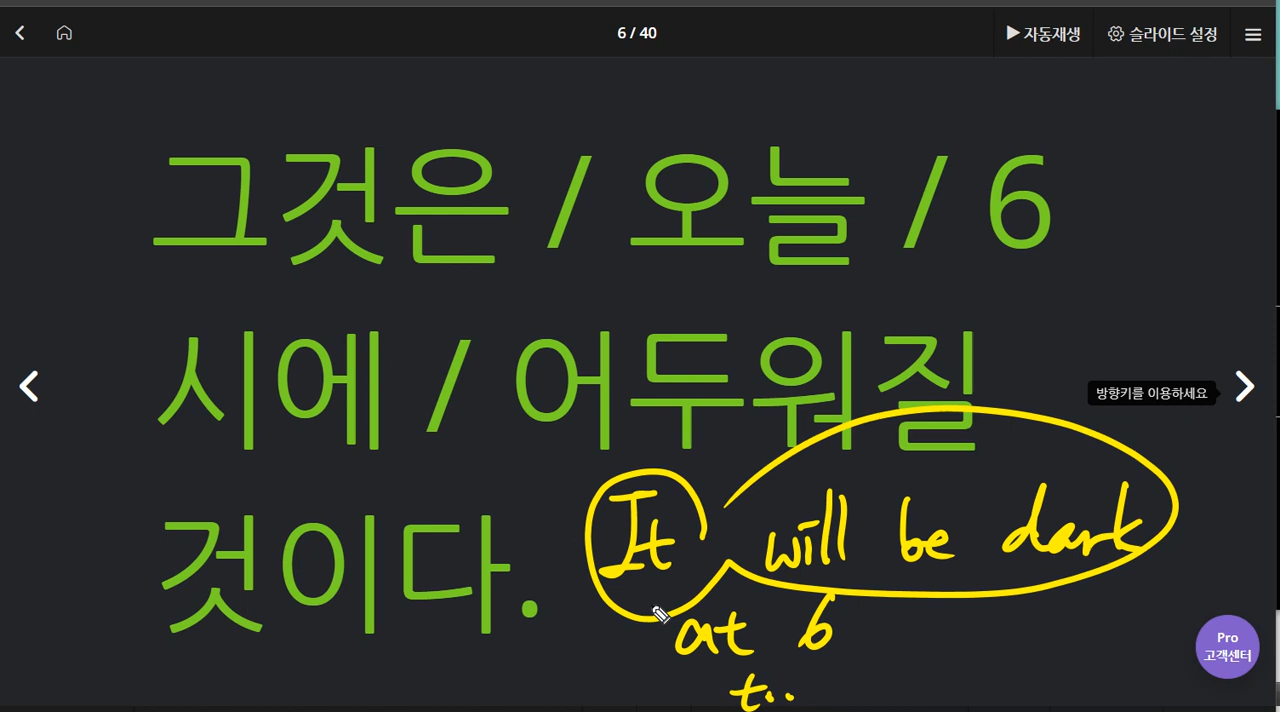 6 / 40
▶ 자동재생
슬라이드 설정
그것은 / 오늘 / 6
시에 / 어두워질
것이다.
방향키를 이용하세요
It will be dark
at 6
t..
Pro
고객센터